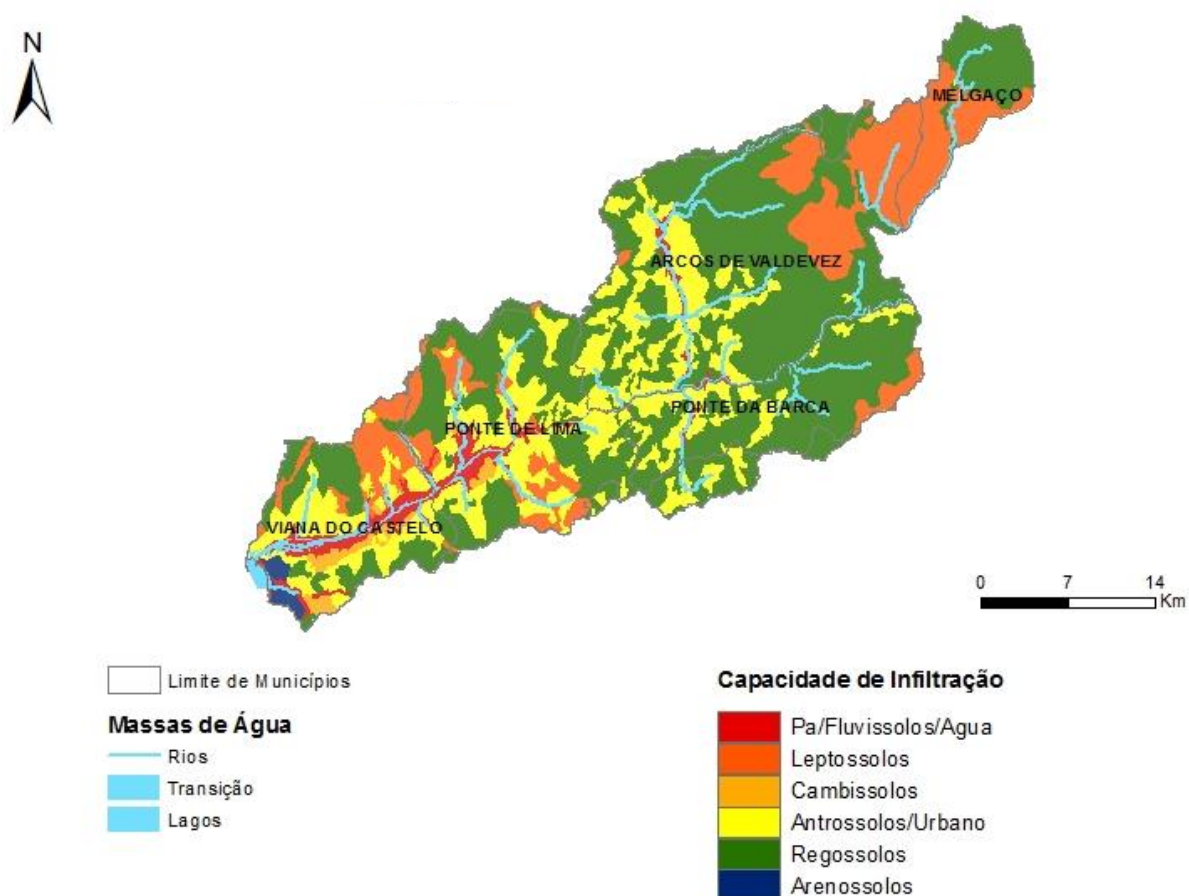 N
MELGAÇO
ARCOS DE VALDEVEZ
PONTE DA BARCA
PONTE DE LIMA
VIANA DO CASTELO
0 7 14
Km
Limite de Municípios
Massas de Água
Rios
Transição
Lagos
Capacidade de Infiltração
Pa/Fluvissolos/Agua
Leptossolos
Cambissolos
Antrossolos/Urbano
Regossolos
Arenossolos